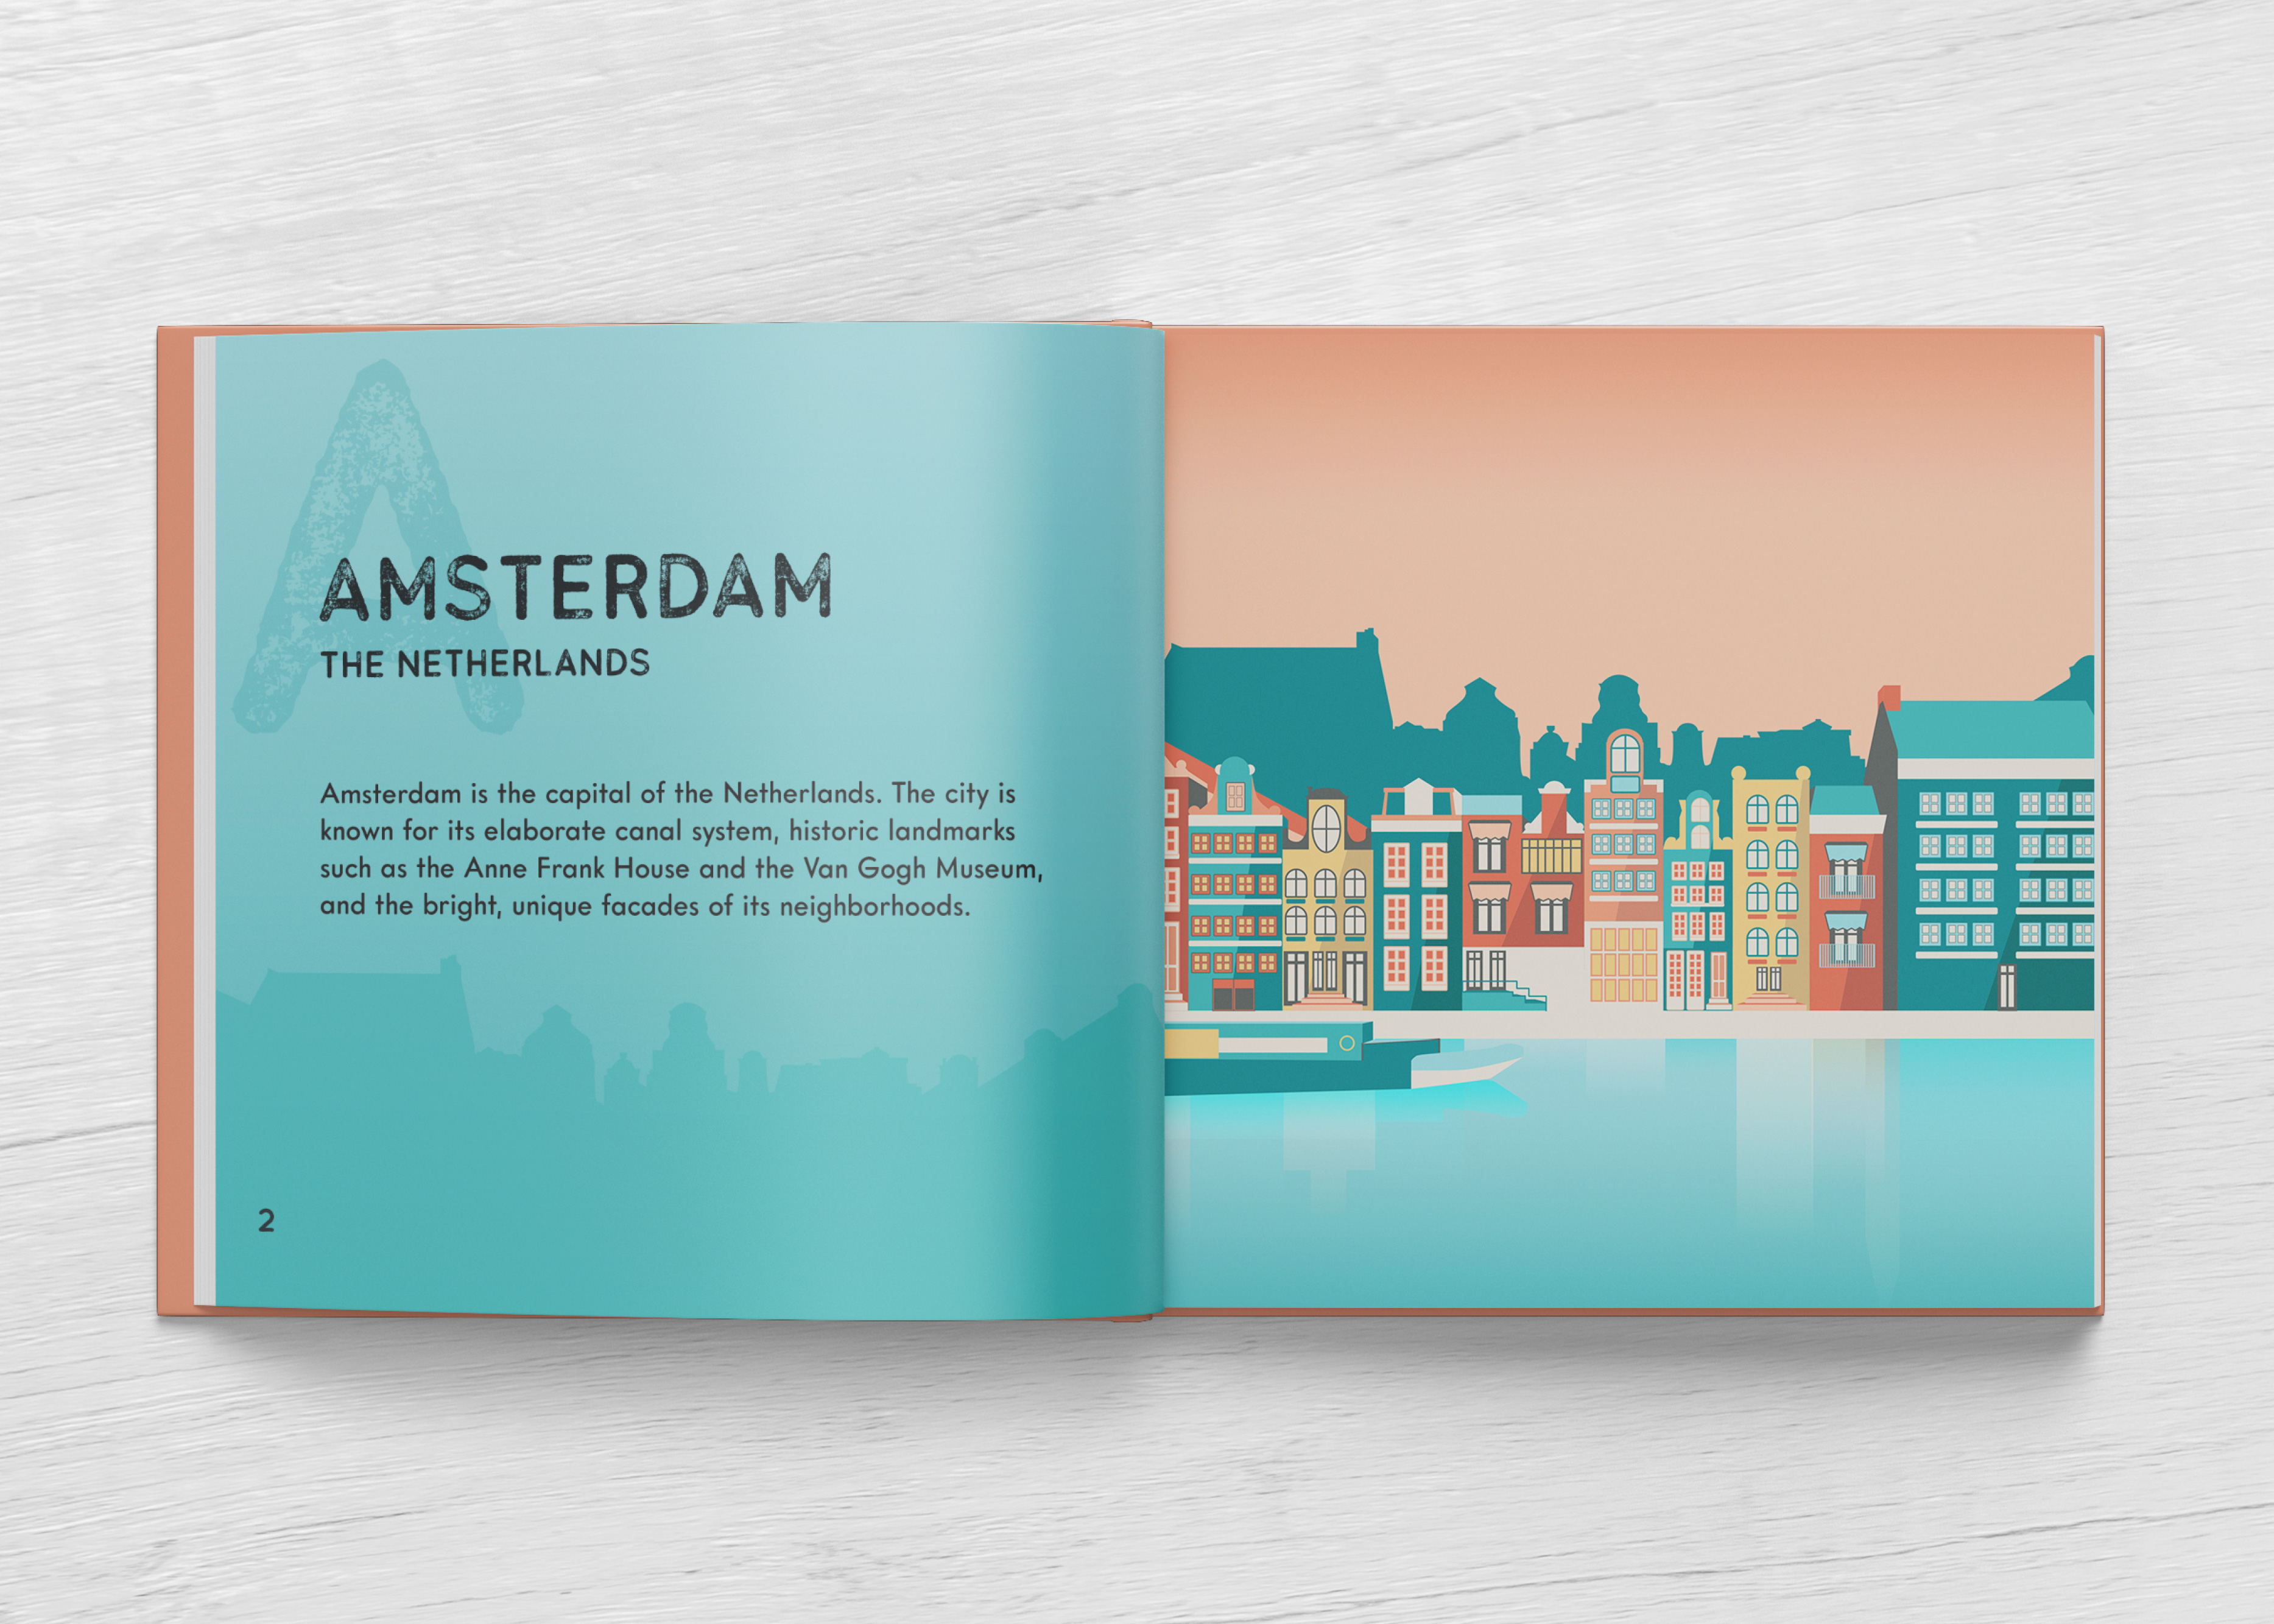 A
AMSTERDAM
THE NETHERLANDS
Amsterdam is the capital of the Netherlands. The city is
known for its elaborate canal system, historic landmarks
such as the Anne Frank House and the Van Gogh Museum,
and the bright, unique facades of its neighborhoods.
2